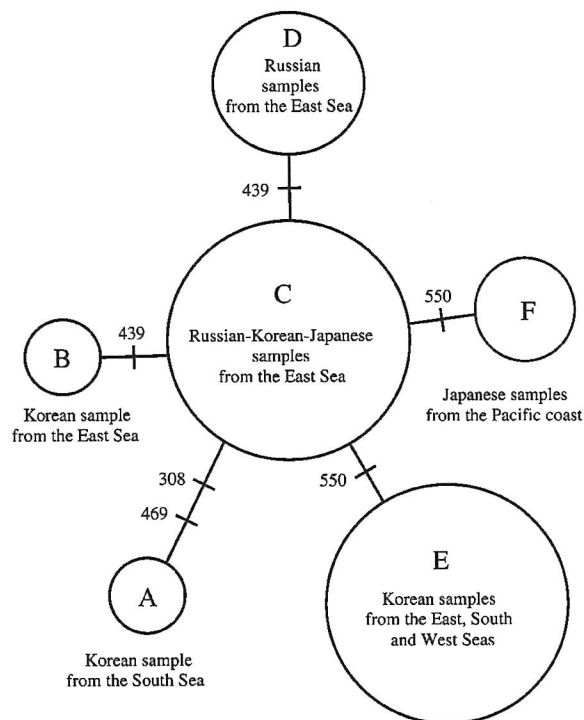 D
Russian
samples
from the East Sea
439
C
Russian-Korean-Japanese
samples
from the East Sea
550
F
Japanese samples
from the Pacific coast
439
B
Korean sample
from the East Sea
308
469
A
Korean sample
from the South Sea
550
E
Korean samples
from the East, South
and West Seas